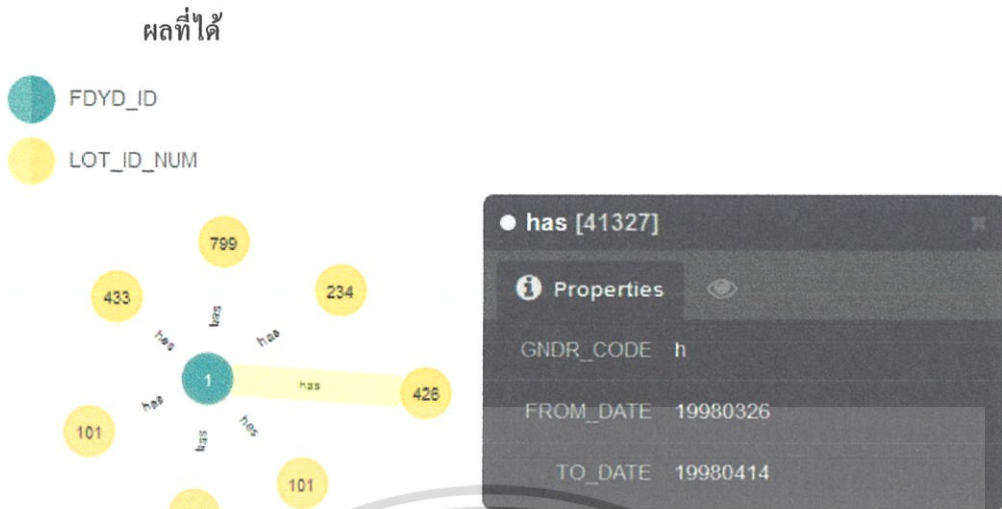 ผลที่ได้
FDYD_ID
LOT_ID_NUM
799
433
234
has
has
has
1
has
426
has
has
has
101
101
has [41327]
Properties
GNDR_CODE h
FROM_DATE 19980326
TO_DATE 19980414